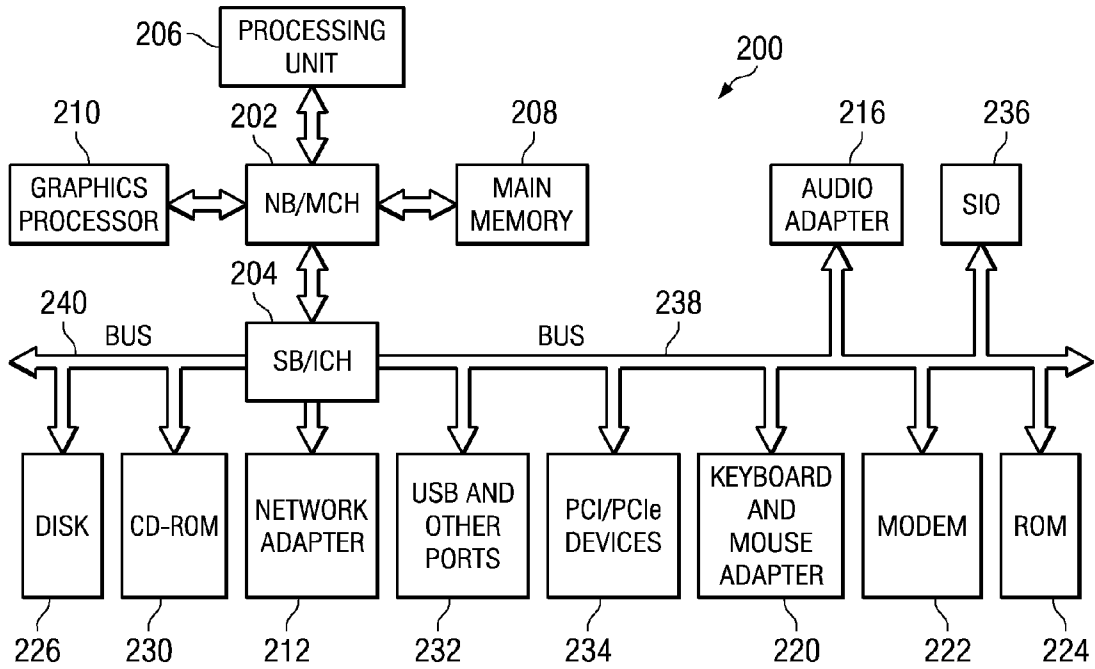 206
PROCESSING
UNIT
200
210
202
208
216
236
GRAPHICS
PROCESSOR
NB/MCH
MAIN
MEMORY
AUDIO
ADAPTER
SIO
204
240
238
BUS
BUS
SB/ICH
DISK
CD-ROM
NETWORK
ADAPTER
USB AND
OTHER
PORTS
PCI/PCIe
DEVICES
KEYBOARD
AND
MOUSE
ADAPTER
MODEM
ROM
226
230
212
232
234
220
222
224